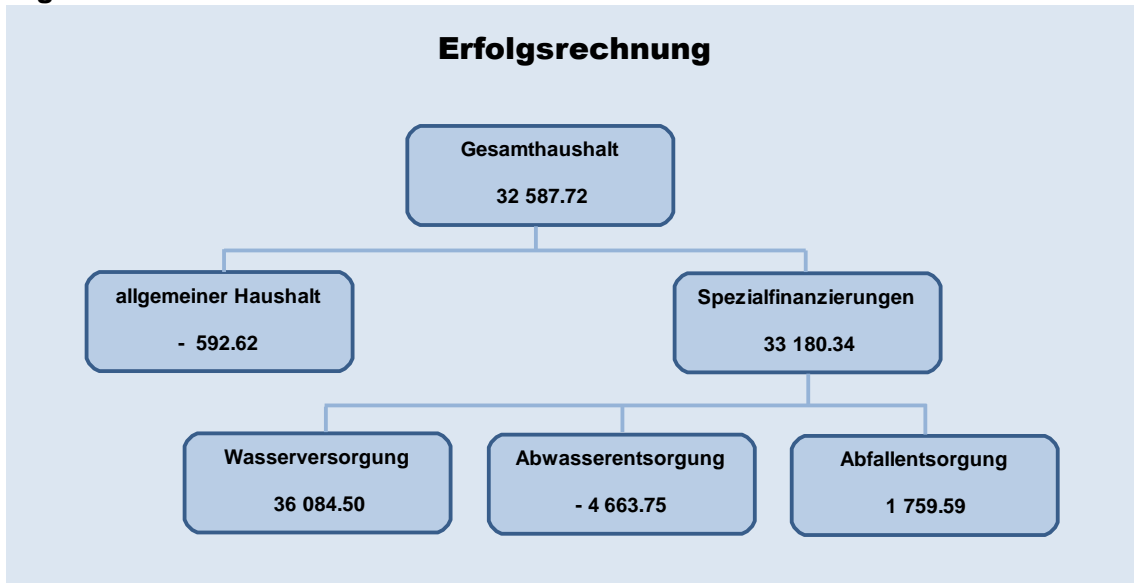 Erfolgsrechnung
Gesamthaushalt
32 587.72
allgemeiner Haushalt
- 592.62
Spezialfinanzierungen
33 180.34
Wasserversorgung
36 084.50
Abwasserentsorgung
- 4 663.75
Abfallentsorgung
1 759.59